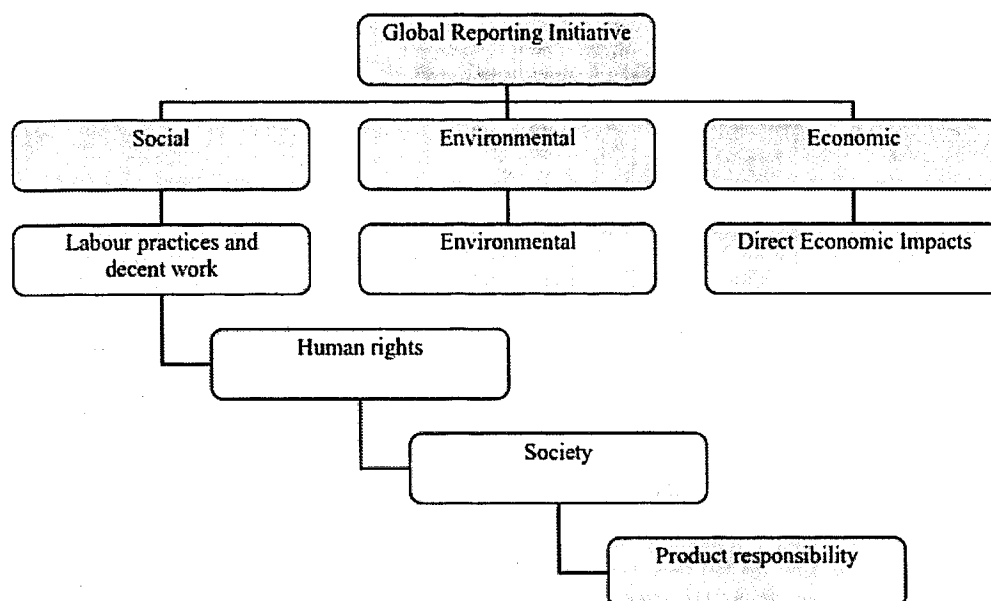 Global Reporting Initiative
Social
Environmental
Economic
Labour practices and
decent work
Environmental
Direct Economic Impacts
Human rights
Society
Product responsibility